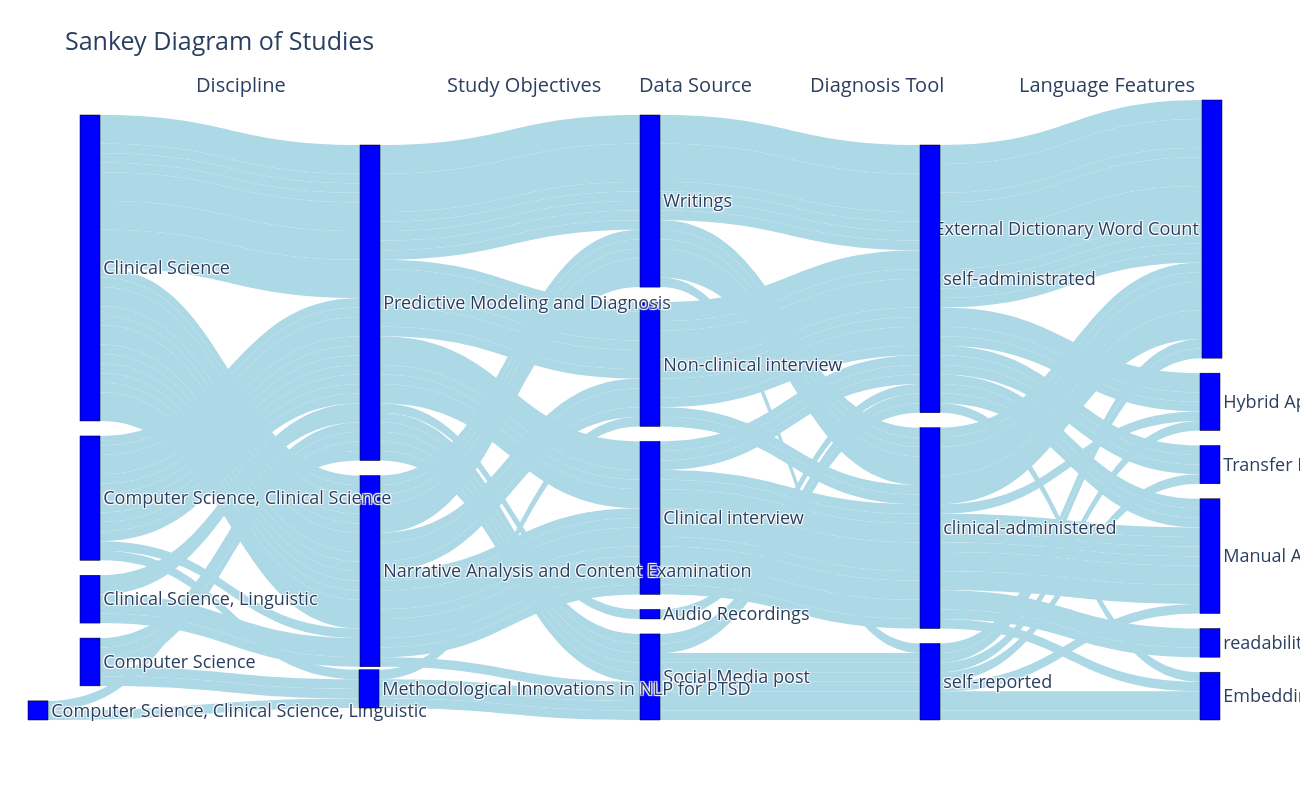 Sankey Diagram of Studies
Discipline
Study Objectives
Data Source
Diagnosis Tool
Language Features
Clinical Science
Computer Science, Clinical Science
Clinical Science, Linguistic
Computer Science
Computer Science, Clinical Science, Linguistic
Predictive Modeling and Diagnosis
Narrative Analysis and Content Examination
Methodological Innovations in NLP for PTSD
Writings
Non-clinical interview
Clinical interview
Audio Recordings
Social Media post
self-administrated
clinical-administered
self-reported
External Dictionary Word Count
Hybrid
Transfer
Manual